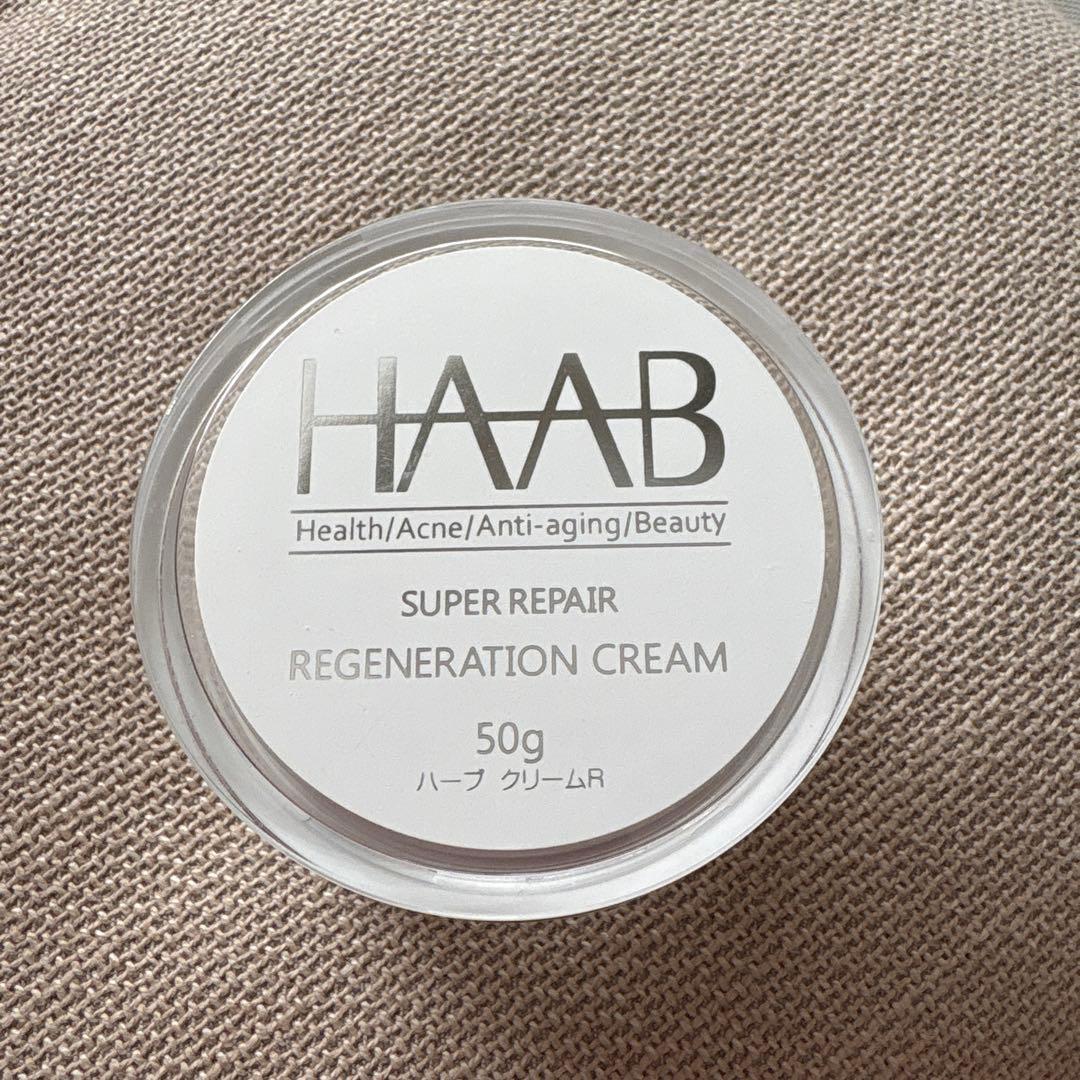 HAAB
Health/Acne/Anti-aging/Beauty
SUPER REPAIR
REGENERATION CREAM
50g
ハーブ クリームR